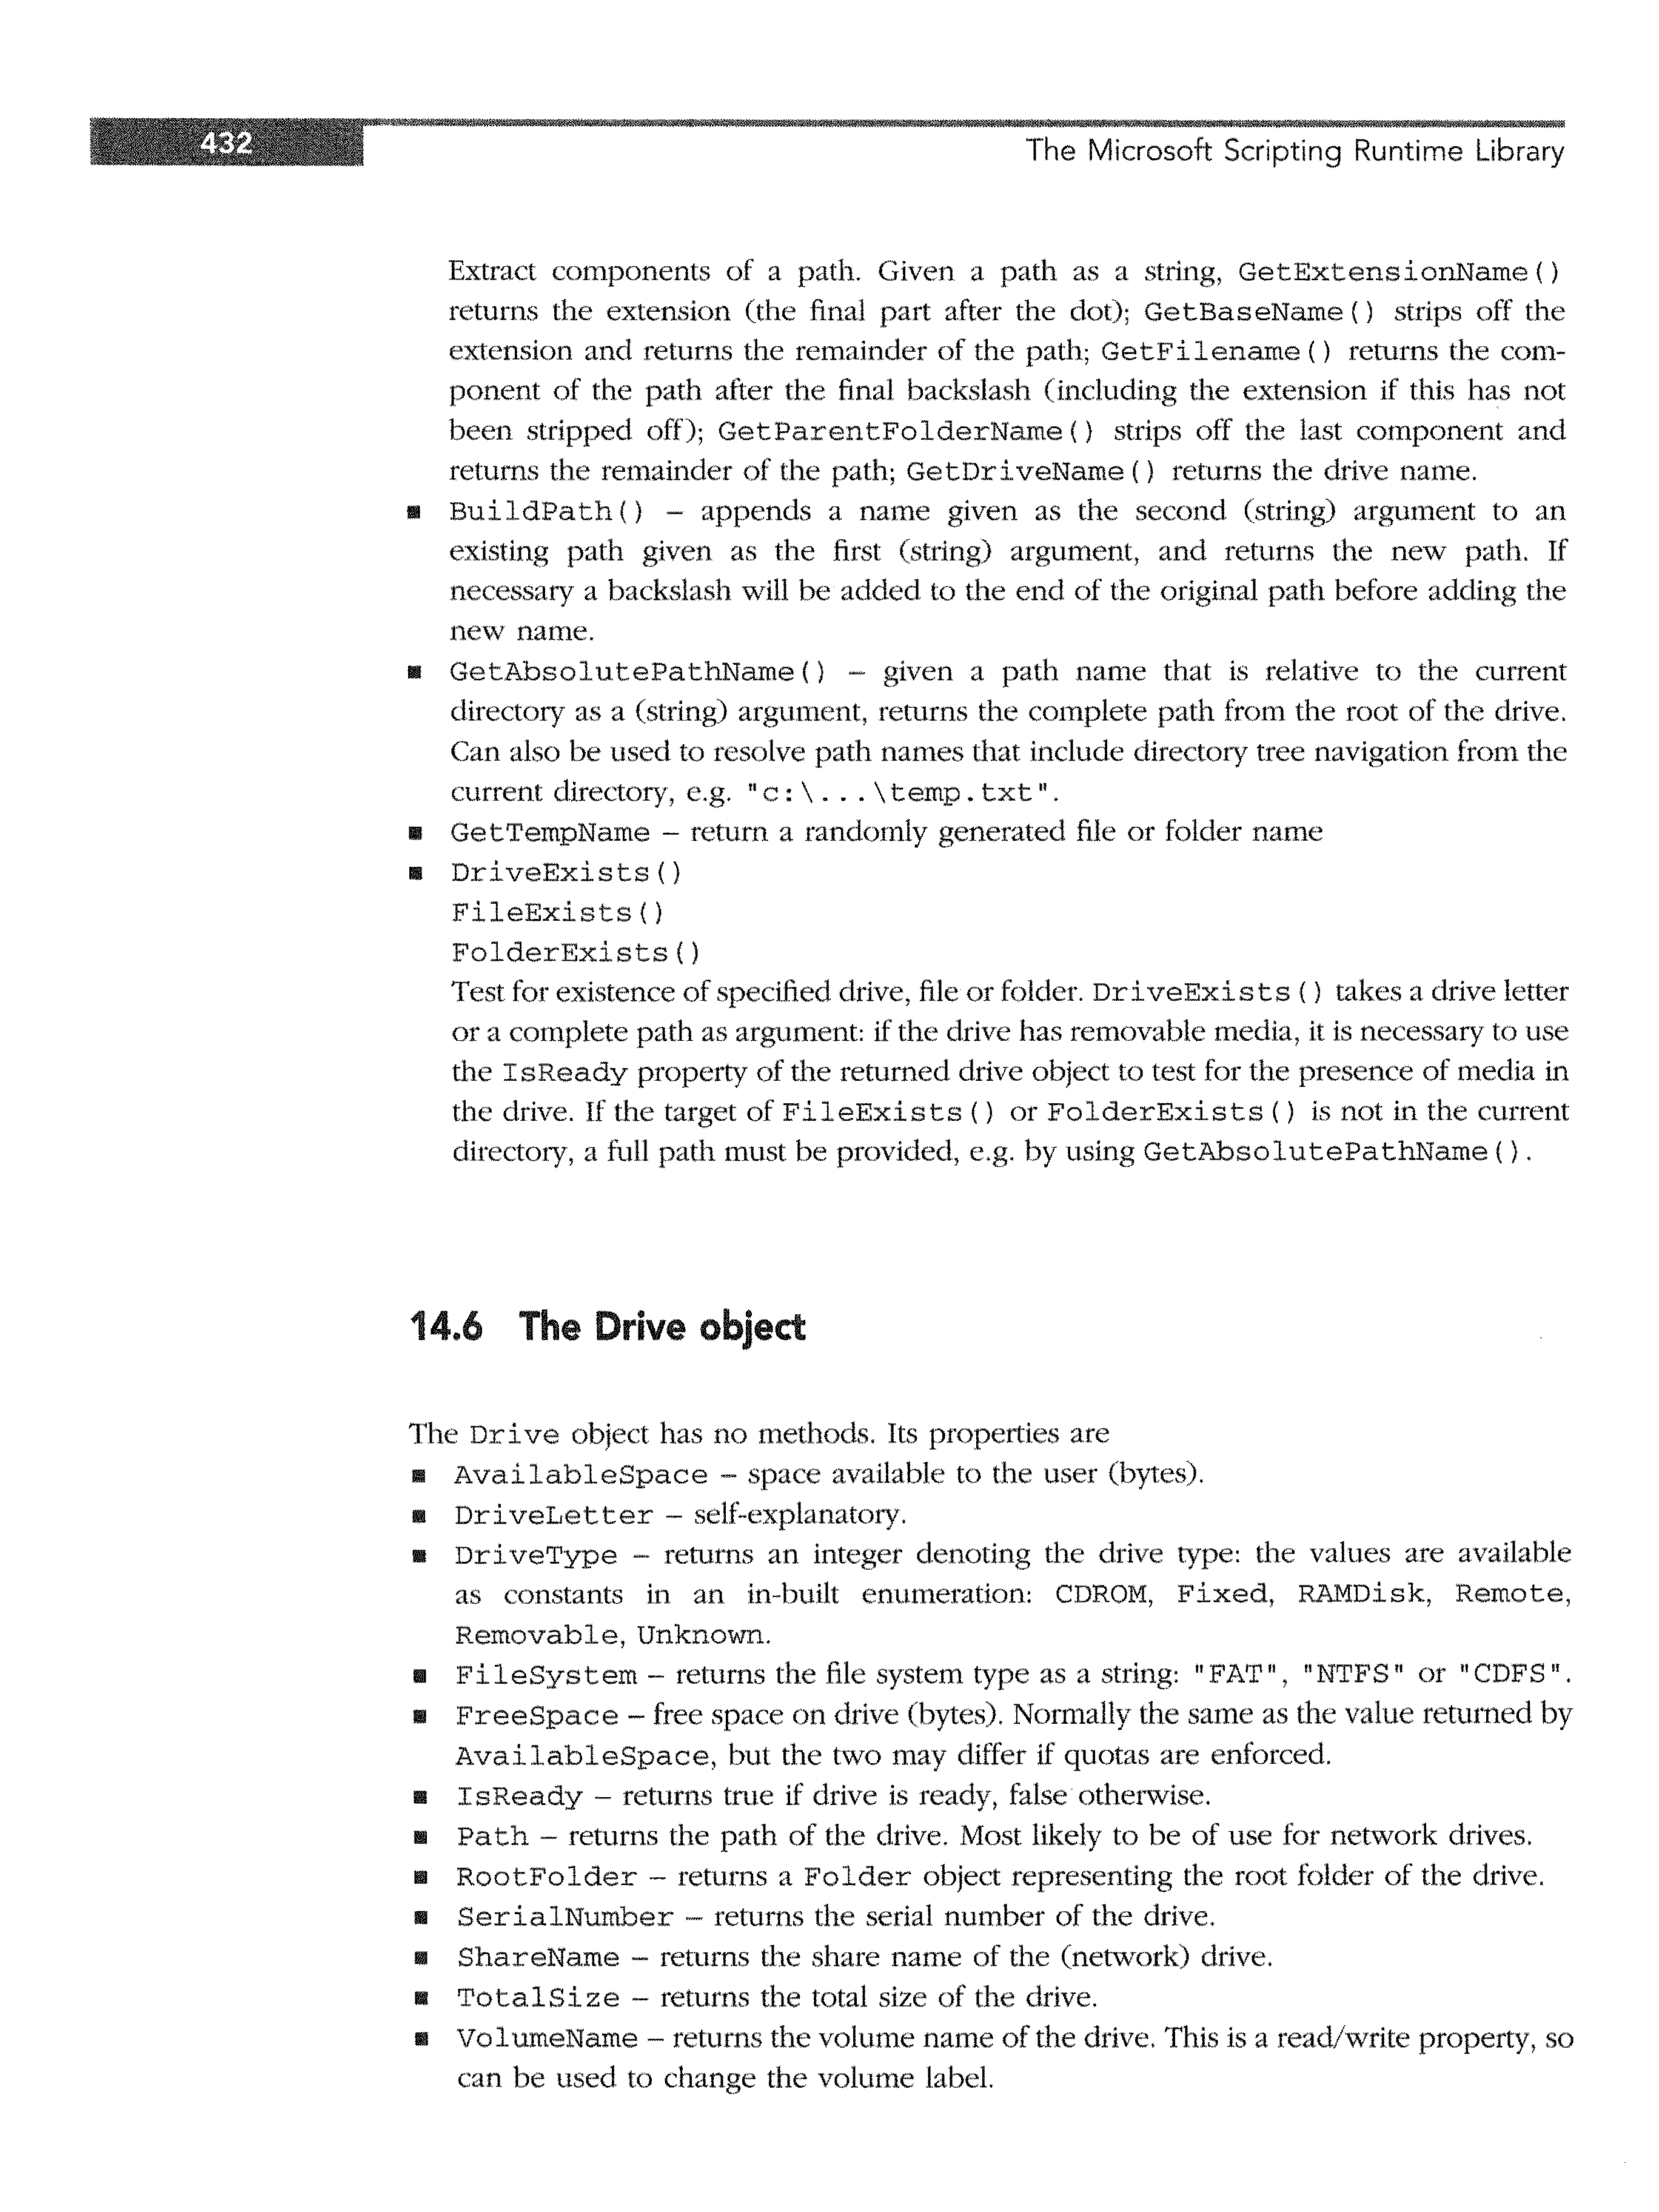 432
The Microsoft Scripting Runtime Library
Extract components of a path. Given a path as a string, GetExtensionName()
returns the extension (the final part after the dot); GetBaseName() strips off the
extension and returns the remainder of the path; GetFilename() returns the com-
ponent of the path after the final backslash (including the extension if this has not
been stripped off); GetParentFolderName() strips off the last component and
returns the remainder of the path; GetDriveName() returns the drive name.
■ BuildPath() – appends a name given as the second (string) argument to an
existing path given as the first (string) argument, and returns the new path. If
necessary a backslash will be added to the end of the original path before adding the
new name.
■ GetAbsolutePathName() – given a path name that is relative to the current
directory as a (string) argument, returns the complete path from the root of the drive.
Can also be used to resolve path names that include directory tree navigation from the
current directory, e.g. "c:\...\temp.txt".
■ GetTempName – return a randomly generated file or folder name
■ DriveExists()
FileExists()
FolderExists()
Test for existence of specified drive, file or folder. DriveExists() takes a drive letter
or a complete path as argument: if the drive has removable media, it is necessary to use
the IsReady property of the returned drive object to test for the presence of media in
the drive. If the target of FileExists() or FolderExists() is not in the current
directory, a full path must be provided, e.g. by using GetAbsolutePathName().
14.6 The Drive object
The Drive object has no methods. Its properties are
■ AvailableSpace – space available to the user (bytes).
■ DriveLetter – self-explanatory.
■ DriveType – returns an integer denoting the drive type: the values are available
as constants in an in-built enumeration: CDROM, Fixed, RAMDisk, Remote,
Removable, Unknown.
■ FileSystem – returns the file system type as a string: "FAT", "NTFS" or "CDFS".
■ FreeSpace – free space on drive (bytes). Normally the same as the value returned by
AvailableSpace, but the two may differ if quotas are enforced.
■ IsReady – returns true if drive is ready, false otherwise.
■ Path – returns the path of the drive. Most likely to be of use for network drives.
■ RootFolder – returns a Folder object representing the root folder of the drive.
■ SerialNumber – returns the serial number of the drive.
■ ShareName – returns the share name of the (network) drive.
■ TotalSize – returns the total size of the drive.
■ VolumeName – returns the volume name of the drive. This is a read/write property, so
can be used to change the volume label.